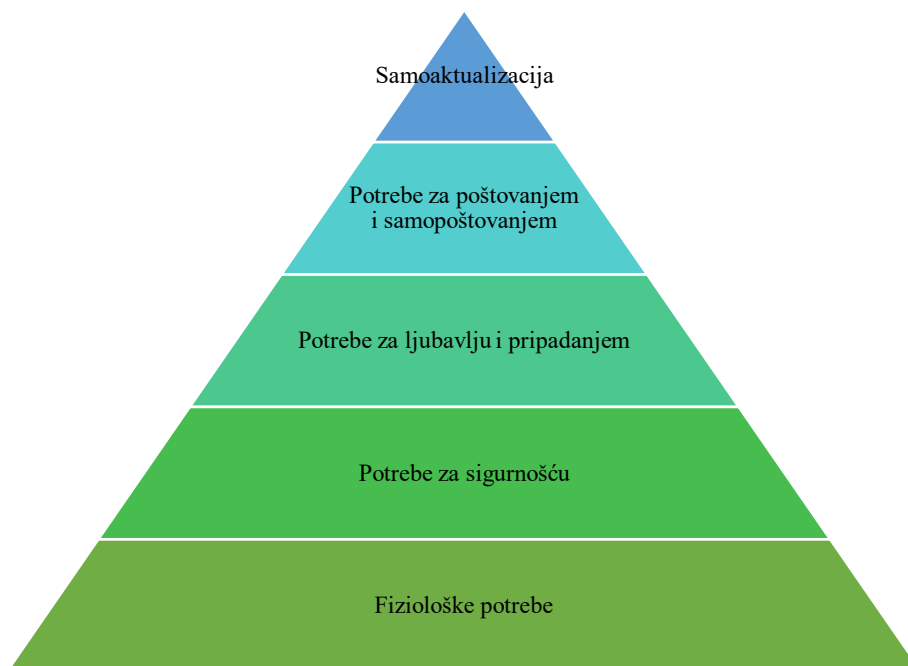 Samoaktualizacija
Potrebe za poštovanjem
i samopoštovanjem
Potrebe za ljubavlju i pripadanjem
Potrebe za sigurnošću
Fiziološke potrebe